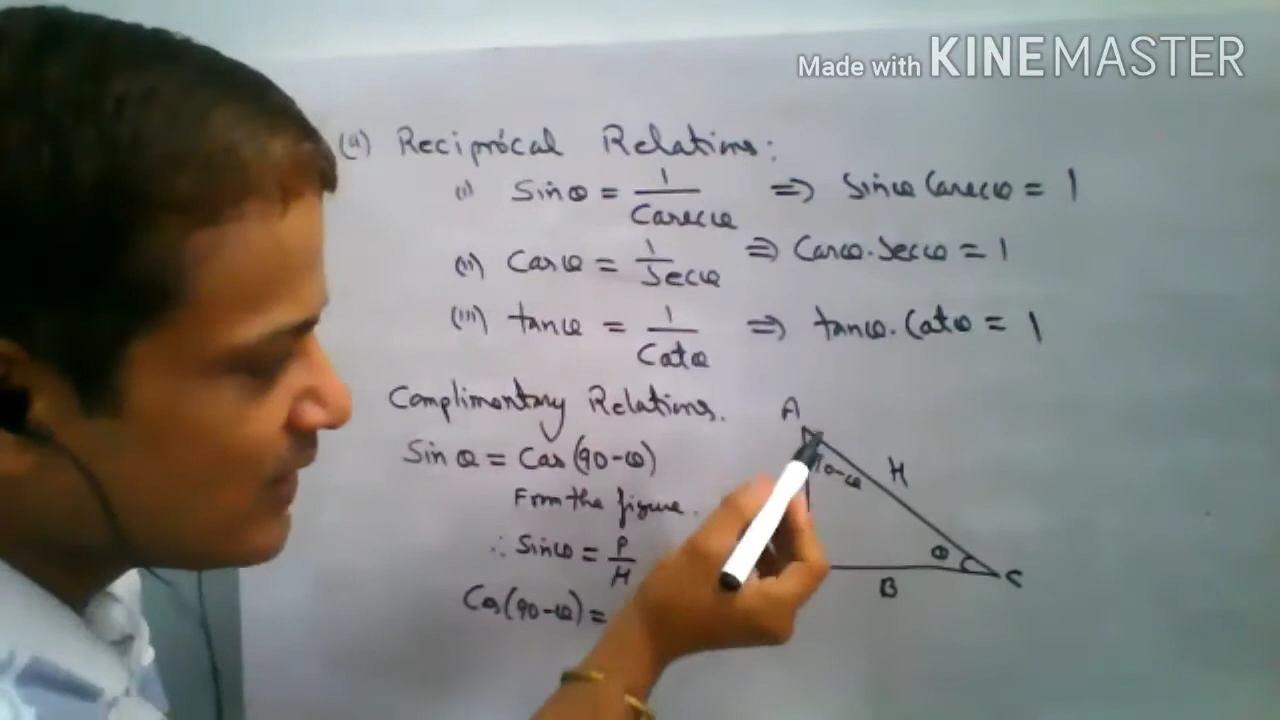 Made with KINEMASTER
(a) Reciprocal Relations:
(i) Sinθ = 1/Cosecθ => Sinθ Cosecθ = 1
(ii) Cosθ = 1/Secθ => Cosθ.Secθ = 1
(iii) tanθ = 1/Cotθ => tanθ.Cotθ = 1
Complimentary Relations.
Sin θ = Cos (90-θ)
From the figure.
∴ Sinθ = P/H
Cos(90-θ) =
A
H
θ
B
C